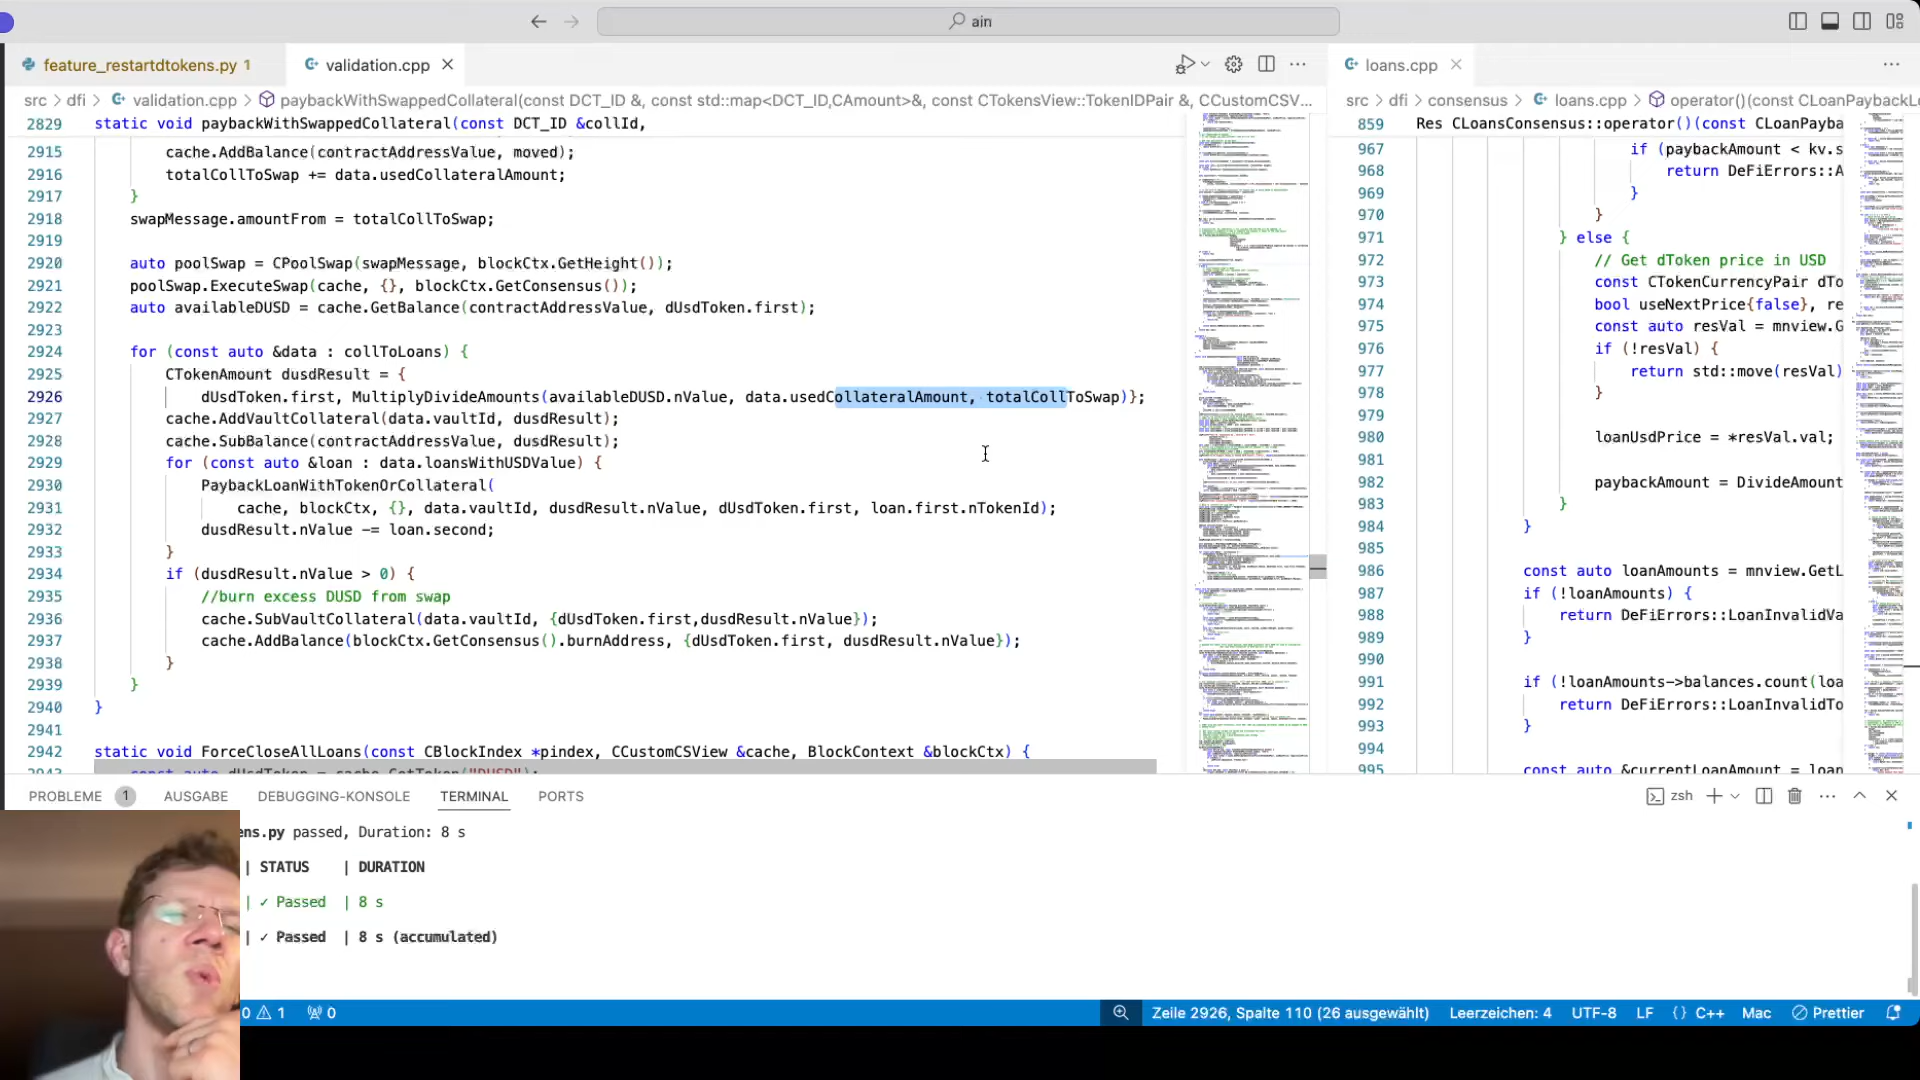 ain
feature_restartdtokens.py 1
validation.cpp
loans.cpp
src > dfi > validation.cpp > paybackWithSwappedCollateral(const DCT_ID &, const std::map<DCT_ID,CAmount>&, const CTokensView::TokenIDPair &, CCustomCSV...
2829 static void paybackWithSwappedCollateral(const DCT_ID &collId,
2915 cache.AddBalance(contractAddressValue, moved);
2916 totalCollToSwap += data.usedCollateralAmount;
2917 }
2918 swapMessage.amountFrom = totalCollToSwap;
2919
2920 auto poolSwap = CPoolSwap(swapMessage, blockCtx.GetHeight());
2921 poolSwap.ExecuteSwap(cache, {}, blockCtx.GetConsensus());
2922 auto availableDUSD = cache.GetBalance(contractAddressValue, dUsdToken.first);
2923
2924 for (const auto &data : collToLoans) {
2925 CTokenAmount dusdResult = {
2926 dUsdToken.first, MultiplyDivideAmounts(availableDUSD.nValue, data.usedCollateralAmount, totalCollToSwap)};
2927 cache.AddVaultCollateral(data.vaultId, dusdResult);
2928 cache.SubBalance(contractAddressValue, dusdResult);
2929 for (const auto &loan : data.loansWithUSDValue) {
2930 PaybackLoanWithTokenOrCollateral(
2931 cache, blockCtx, {}, data.vaultId, dusdResult.nValue, dUsdToken.first, loan.first.nTokenId);
2932 dusdResult.nValue -= loan.second;
2933 }
2934 if (dusdResult.nValue > 0) {
2935 //burn excess DUSD from swap
2936 cache.SubVaultCollateral(data.vaultId, {dUsdToken.first,dusdResult.nValue});
2937 cache.AddBalance(blockCtx.GetConsensus().burnAddress, {dUsdToken.first, dusdResult.nValue});
2938 }
2939 }
2940 }
2941
2942 static void ForceCloseAllLoans(const CBlockIndex *pindex, CCustomCSView &cache, BlockContext &blockCtx) {
2943 const auto dUsdToken = cache.GetToken("DUSD");
src > dfi > consensus > loans.cpp > operator()(const CLoanPaybackL
859 Res CLoansConsensus::operator()(const CLoanPayba
967 if (paybackAmount < kv.s
968 return DeFiErrors::A
969 }
970 }
971 } else {
972 // Get dToken price in USD
973 const CTokenCurrencyPair dTo
974 bool useNextPrice{false}, re
975 const auto resVal = mnview.G
976 if (!resVal) {
977 return std::move(resVal)
978 }
979
980 loanUsdPrice = *resVal.val;
981
982 paybackAmount = DivideAmount
983 }
984 }
985
986 const auto loanAmounts = mnview.GetL
987 if (!loanAmounts) {
988 return DeFiErrors::LoanInvalidVa
989 }
990
991 if (!loanAmounts->balances.count(loa
992 return DeFiErrors::LoanInvalidTo
993 }
994
995 const auto &currentLoanAmount = loan
PROBLEME 1 AUSGABE DEBUGGING-KONSOLE TERMINAL PORTS
zsh
ens.py passed, Duration: 8 s
| STATUS | DURATION
| ✓ Passed | 8 s
| ✓ Passed | 8 s (accumulated)
0 1 0
Zeile 2926, Spalte 110 (26 ausgewählt) Leerzeichen: 4 UTF-8 LF {} C++ Mac Prettier